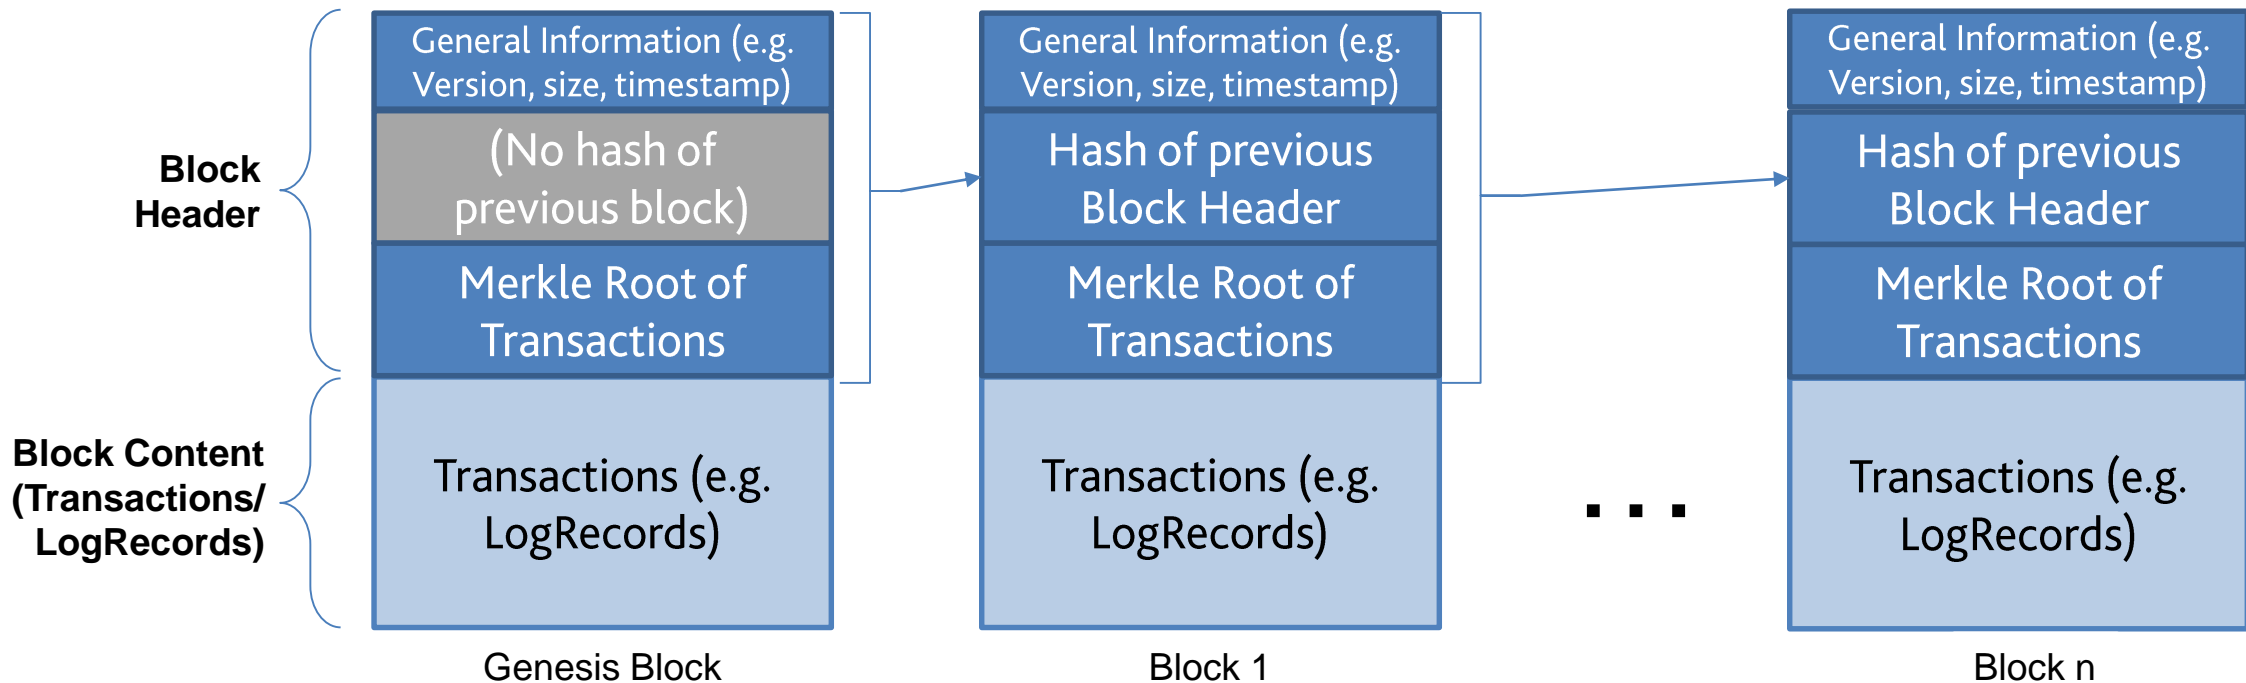 Block
Header
Block Content
(Transactions/
LogRecords)
General Information (e.g.
Version, size, timestamp)
(No hash of
previous block)
Merkle Root of
Transactions
Transactions (e.g.
LogRecords)
Genesis Block
General Information (e.g.
Version, size, timestamp)
Hash of previous
Block Header
Merkle Root of
Transactions
Transactions (e.g.
LogRecords)
Block 1
...
General Information (e.g.
Version, size, timestamp)
Hash of previous
Block Header
Merkle Root of
Transactions
Transactions (e.g.
LogRecords)
Block n